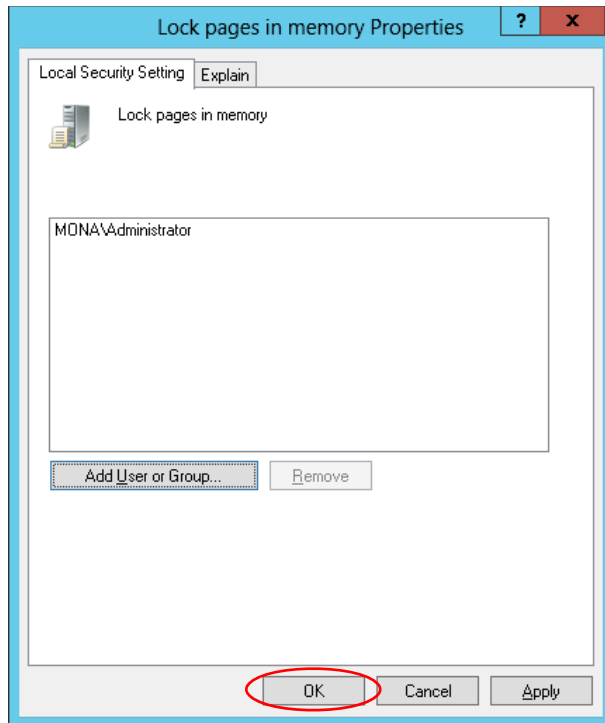 Lock pages in memory Properties
?
x
Local Security Setting
Explain
Lock pages in memory
MONA\Administrator
Add User or Group...
Remove
OK
Cancel
Apply